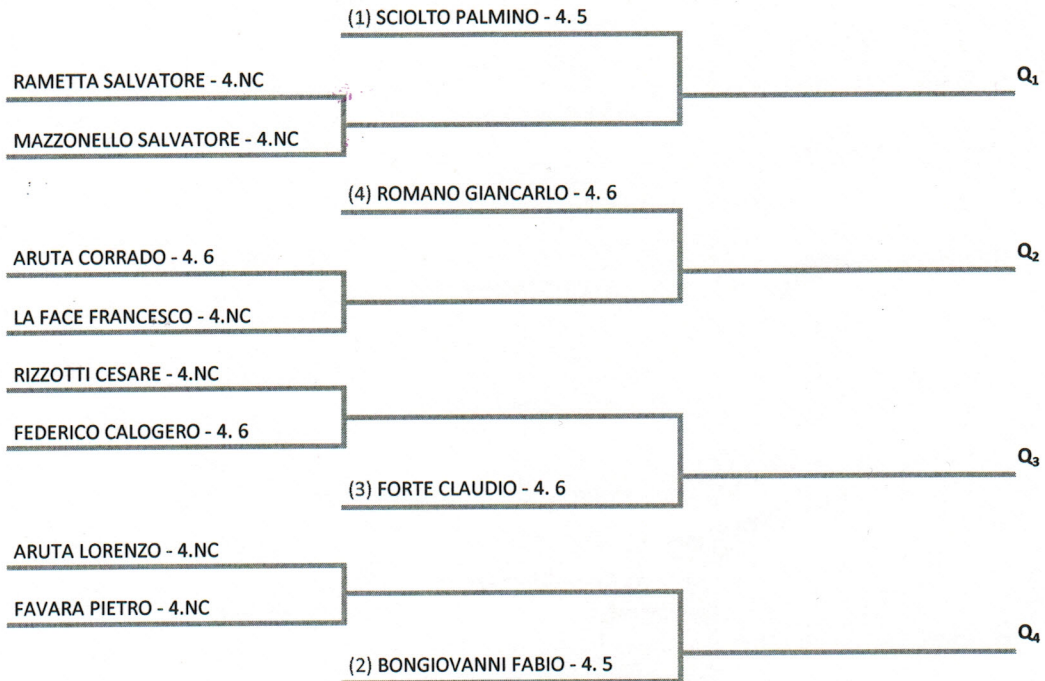 (1) SCIOLTO PALMINO - 4. 5
RAMETTA SALVATORE - 4.NC
Q₁
MAZZONELLO SALVATORE - 4.NC
(4) ROMANO GIANCARLO - 4. 6
ARUTA CORRADO - 4. 6
Q₂
LA FACE FRANCESCO - 4.NC
RIZZOTTI CESARE - 4.NC
FEDERICO CALOGERO - 4. 6
Q₃
(3) FORTE CLAUDIO - 4. 6
ARUTA LORENZO - 4.NC
FAVARA PIETRO - 4.NC
Q₄
(2) BONGIOVANNI FABIO - 4. 5